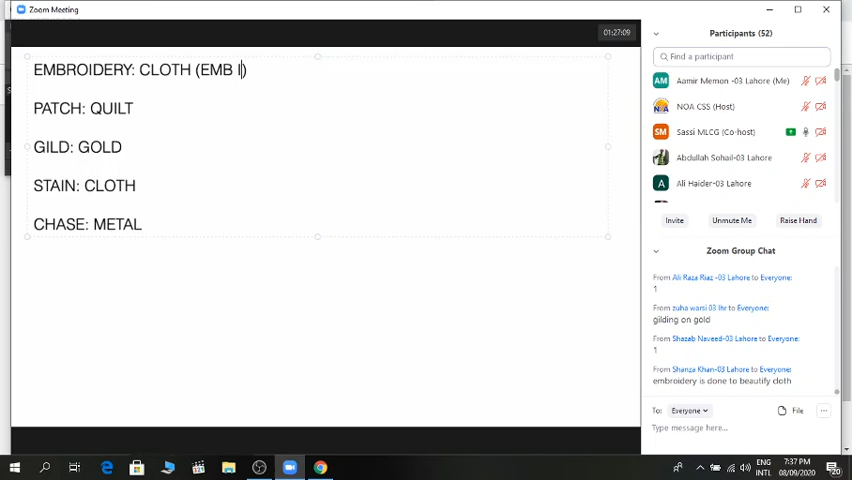 Zoom Meeting
01:27:09
EMBROIDERY: CLOTH (EMB I)
PATCH: QUILT
GILD: GOLD
STAIN: CLOTH
CHASE: METAL
Participants (52)
Find a participant
AM Aamir Memon -03 Lahore (Me)
NOA CSS (Host)
SM Sassi MLCG (Co-host)
Abdullah Sohail-03 Lahore
A Ali Haider-03 Lahore
Invite Unmute Me Raise Hand
Zoom Group Chat
From Ali Raza Riaz -03 Lahore to Everyone:
1
From zuha warsi 03 lhr to Everyone:
gilding on gold
From Shazab Naveed-03 Lahore to Everyone:
1
From Shanza Khan-03 Lahore to Everyone:
embroidery is done to beautify cloth
To: Everyone File ...
Type message here...
ENG
INTL
7:37 PM
08/09/2020
20